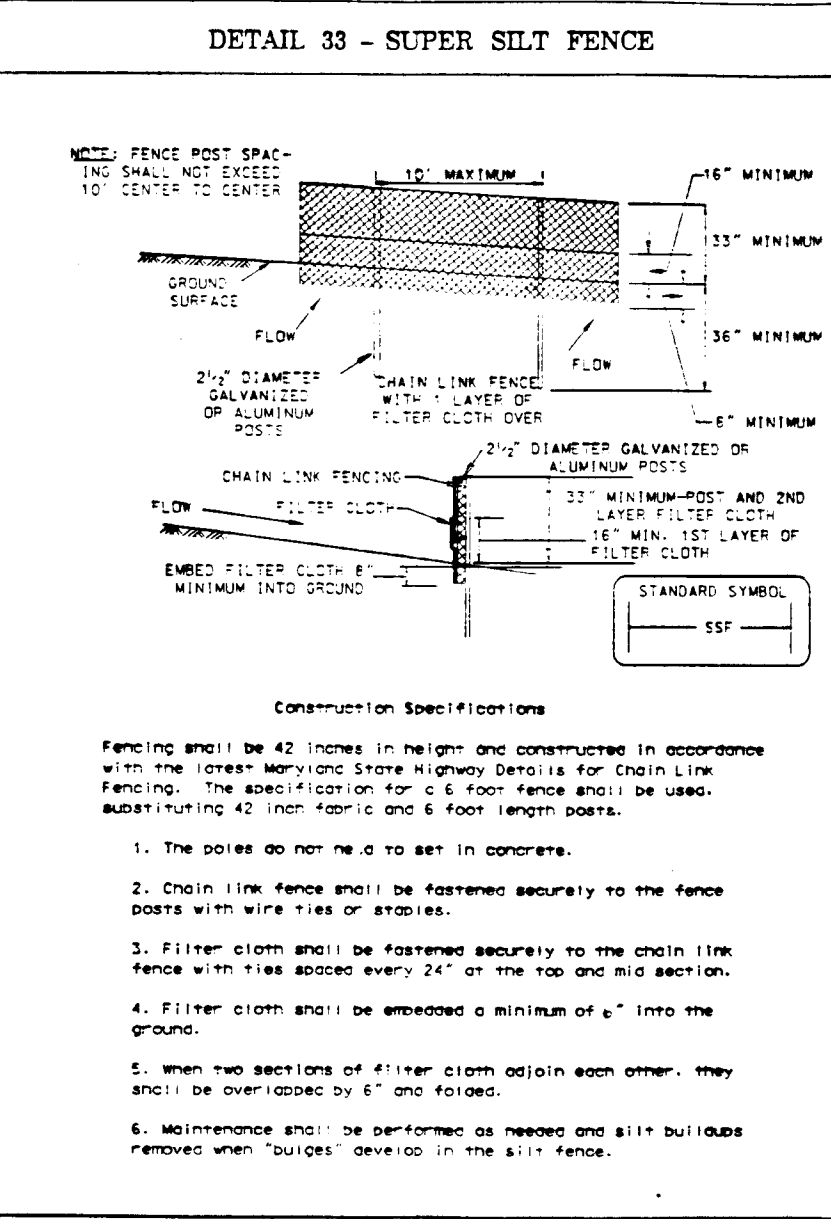 DETAIL 33 - SUPER SILT FENCE
NOTE: FENCE POST SPAC-
ING SHALL NOT EXCEED
10' CENTER TO CENTER
10' MAXIMUM
16" MINIMUM
33" MINIMUM
GROUND
SURFACE
FLOW
FLOW
36" MINIMUM
2 1/2" DIAMETER
GALVANIZED
OR ALUMINUM
POSTS
CHAIN LINK FENCE
WITH 1 LAYER OF
FILTER CLOTH OVER
MINIMUM
2 1/2" DIAMETER GALVANIZED OR
ALUMINUM POSTS
CHAIN LINK FENCING
FLOW
FILTER CLOTH
33" MINIMUM-POST AND 2ND
LAYER FILTER CLOTH
16" MIN. 1ST LAYER OF
FILTER CLOTH
EMBED FILTER CLOTH
MINIMUM INTO GROUND
STANDARD SYMBOL
SSF
Construction Specifications
Fencing shall be 42 inches in height and constructed in accordance
with the latest Maryland State Highway Details for Chain Link
Fencing. The specification for a 6 foot fence shall be used,
substituting 42 inch fabric and 6 foot length posts.
1. The poles do not to set in concrete.
2. Chain link fence shall be fastened securely to the fence
posts with wire ties or staples.
3. Filter cloth shall be fastened securely to the chain link
fence with ties spaced every 24" at the top and mid section.
4. Filter cloth shall be embedded a minimum of into the
ground.
5. When two sections of filter cloth adjoin each other, they
shall be overlapped by 6" and folded.
6. Maintenance shall be performed as needed and silt buildups
removed when "bulges" develop in the silt fence.